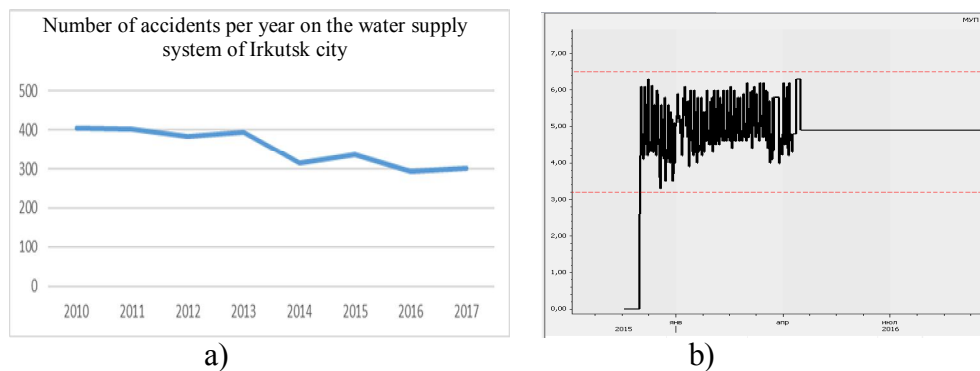 Number of accidents per year on the water supply
system of Irkutsk city
500
400
300
200
100
0
2010 2011 2012 2013 2014 2015 2016 2017
a)
МУП
7,00
6,00
5,00
4,00
3,00
2,00
1,00
0,00
янв апр июл
2015 2016
b)